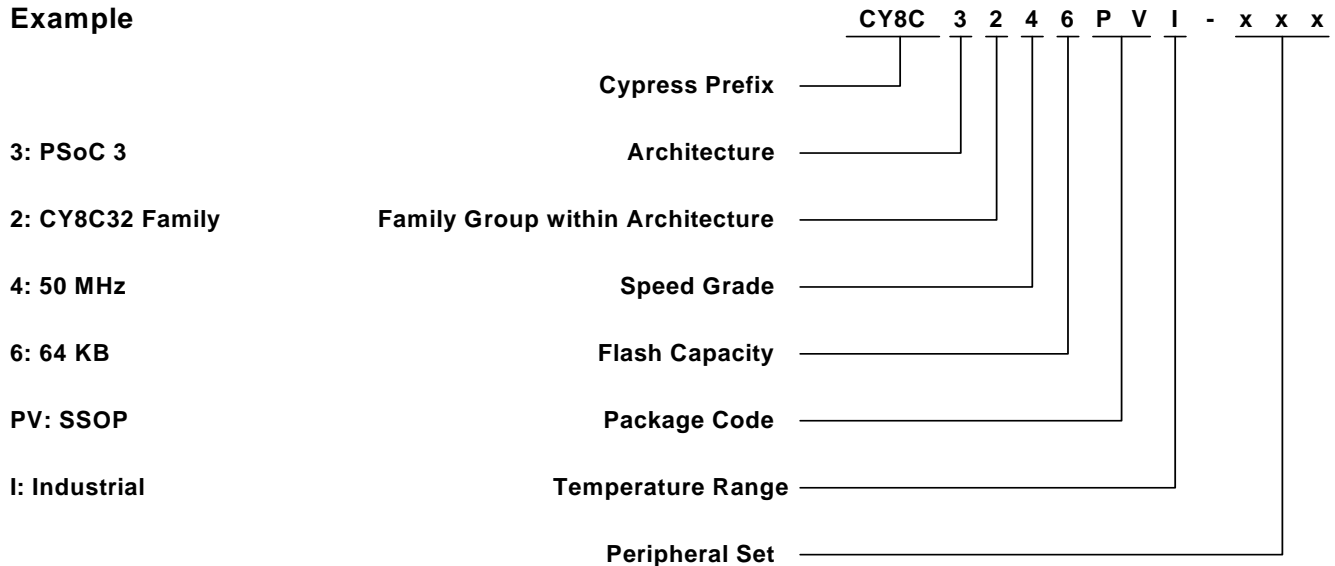 Example CY8C 3 2 4 6 P V I - x x x
Cypress Prefix
3: PSoC 3 Architecture
2: CY8C32 Family Family Group within Architecture
4: 50 MHz Speed Grade
6: 64 KB Flash Capacity
PV: SSOP Package Code
I: Industrial Temperature Range
Peripheral Set